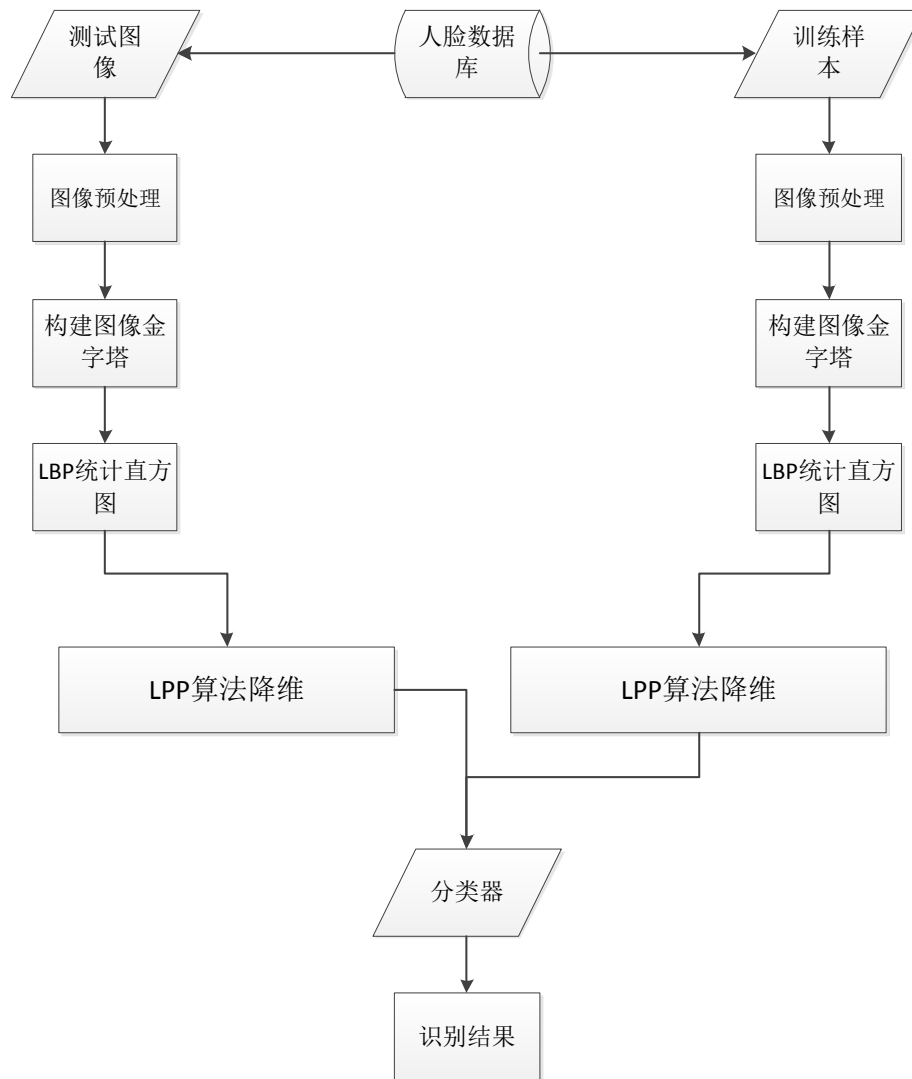 测试图
像
人脸数据
库
训练样
本
图像预处理
图像预处理
构建图像金
字塔
构建图像金
字塔
LBP统计直方
图
LBP统计直方
图
LPP算法降维
LPP算法降维
分类器
识别结果